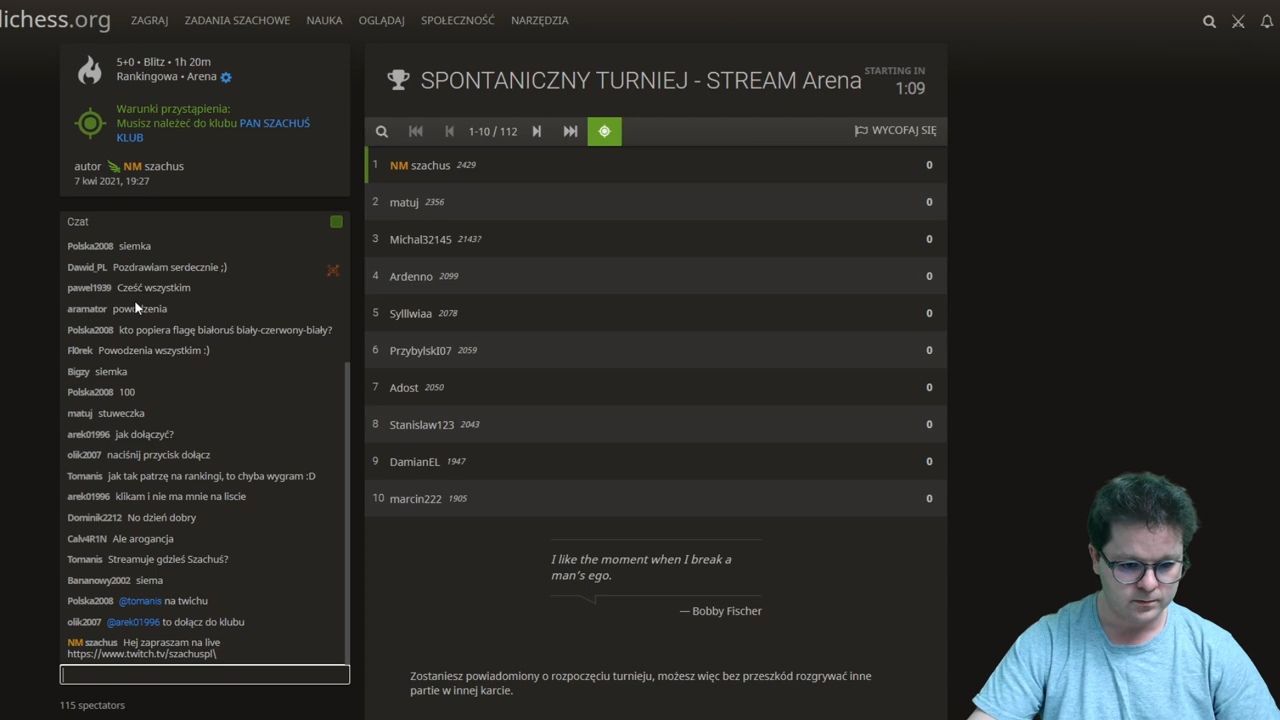 lichess.org
ZAGRAJ
ZADANIA SZACHOWE
NAUKA
OGLĄDAJ
SPOŁECZNOŚĆ
NARZĘDZIA
5+0 • Blitz • 1h 20m
Rankingowa • Arena
Warunki przystąpienia:
Musisz należeć do klubu PAN SZACHUŚ
KLUB
autor NM szachus
7 kwi 2021, 19:27
SPONTANICZNY TURNIEJ - STREAM Arena
STARTING IN
1:09
1-10 / 112
WYCOFAJ SIĘ
1 NM szachus 2429 0
2 matuj 2356 0
3 Michal32145 2143? 0
4 Ardenno 2099 0
5 Sylllwiaa 2078 0
6 PrzybylskI07 2059 0
7 Adost 2050 0
8 Stanislaw123 2043 0
9 DamianEL 1947 0
10 marcin222 1905 0
Czat
Polska2008 siemka
Dawid_PL Pozdrawiam serdecznie ;)
pawel1939 Cześć wszystkim
aramator powodzenia
Polska2008 kto popiera flagę białoruś biały-czerwony-biały?
Fl0rek Powodzenia wszystkim :)
Bigzy siemka
Polska2008 100
matuj stuweczka
arek01996 jak dołączyć?
olik2007 naciśnij przycisk dołącz
Tomanis jak tak patrzę na rankingi, to chyba wygram :D
arek01996 klikam i nie ma mnie na liscie
Dominik2212 No dzień dobry
Calv4R1N Ale arogancja
Tomanis Streamuje gdzieś Szachuś?
Bananowy2002 siema
Polska2008 @tomanis na twichu
olik2007 @arek01996 to dołącz do klubu
NM szachus Hej zapraszam na live
https://www.twitch.tv/szachuspl\
115 spectators
I like the moment when I break a
man's ego.
— Bobby Fischer
Zostaniesz powiadomiony o rozpoczęciu turnieju, możesz więc bez przeszkód rozgrywać inne
partie w innej karcie.